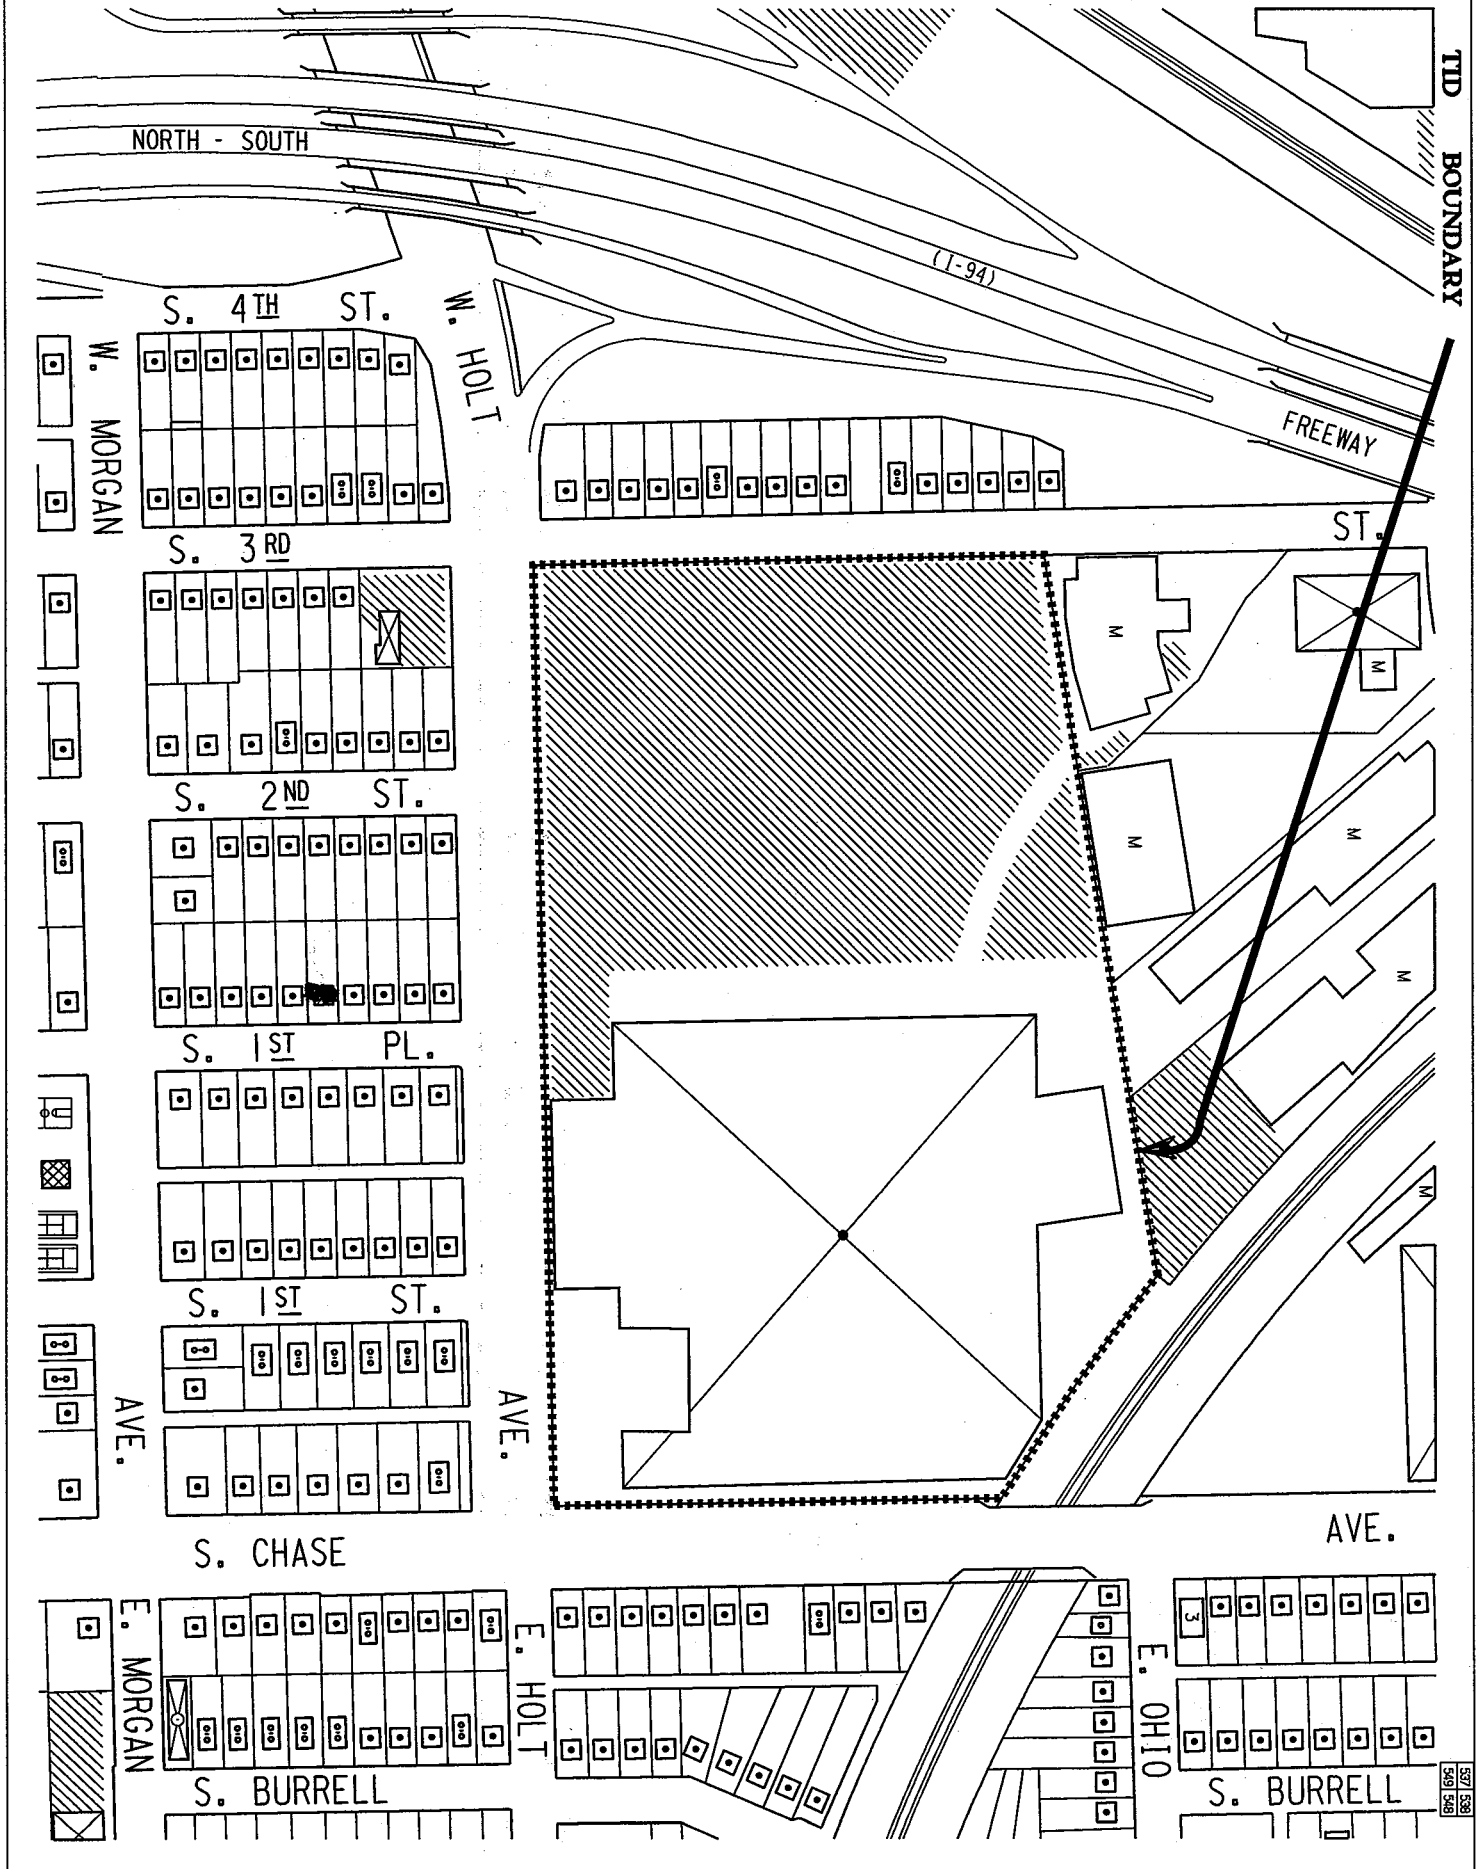 TID BOUNDARY
NORTH - SOUTH
(I-94)
FREEWAY
S. 4TH ST.
W. HOLT
W. MORGAN
S. 3RD
ST.
M
M
M
M
M
M
S. 2ND ST.
S. 1ST PL.
S. 1ST ST.
AVE.
AVE.
S. CHASE
AVE.
E. MORGAN
E. HOLT
E. OHIO
3
S. BURRELL
S. BURRELL
537 538
549 548